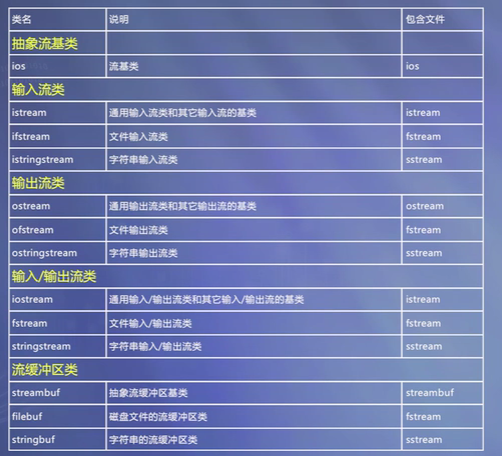 类名 说明 包含文件
抽象流基类
ios 流基类 ios
输入流类
istream 通用输入流类和其它输入流的基类 istream
ifstream 文件输入流类 fstream
istringstream 字符串输入流类 sstream
输出流类
ostream 通用输出流类和其它输出流的基类 ostream
ofstream 文件输出流类 fstream
ostringstream 字符串输出流类 sstream
输入/输出流类
iostream 通用输入/输出流类和其它输入/输出流的基类 istream
fstream 文件输入/输出流类 fstream
stringstream 字符串输入/输出流类 sstream
流缓冲区类
streambuf 抽象流缓冲区基类 streambuf
filebuf 磁盘文件的流缓冲区类 fstream
stringbuf 字符串的流缓冲区类 sstream